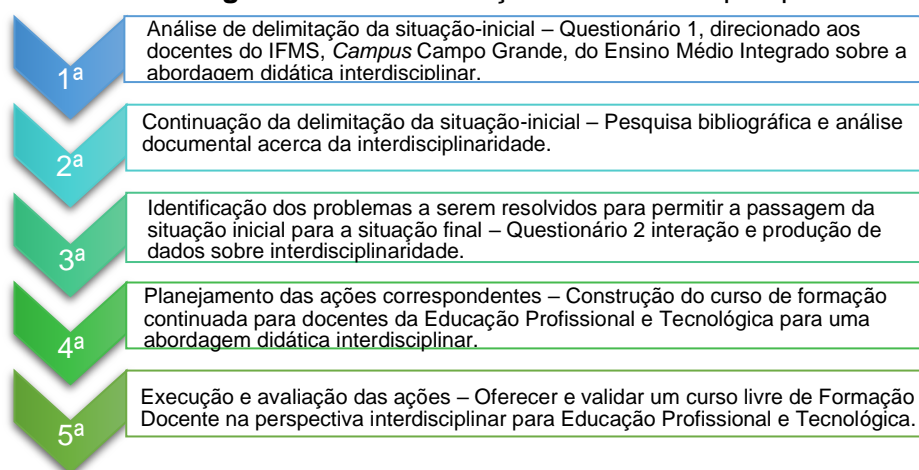 1ª
Análise de delimitação da situação-inicial – Questionário 1, direcionado aos
docentes do IFMS, Campus Campo Grande, do Ensino Médio Integrado sobre a
abordagem didática interdisciplinar.
2ª
Continuação da delimitação da situação-inicial – Pesquisa bibliográfica e análise
documental acerca da interdisciplinaridade.
3ª
Identificação dos problemas a serem resolvidos para permitir a passagem da
situação inicial para a situação final – Questionário 2 interação e produção de
dados sobre interdisciplinaridade.
4ª
Planejamento das ações correspondentes – Construção do curso de formação
continuada para docentes da Educação Profissional e Tecnológica para uma
abordagem didática interdisciplinar.
5ª
Execução e avaliação das ações – Oferecer e validar um curso livre de Formação
Docente na perspectiva interdisciplinar para Educação Profissional e Tecnológica.